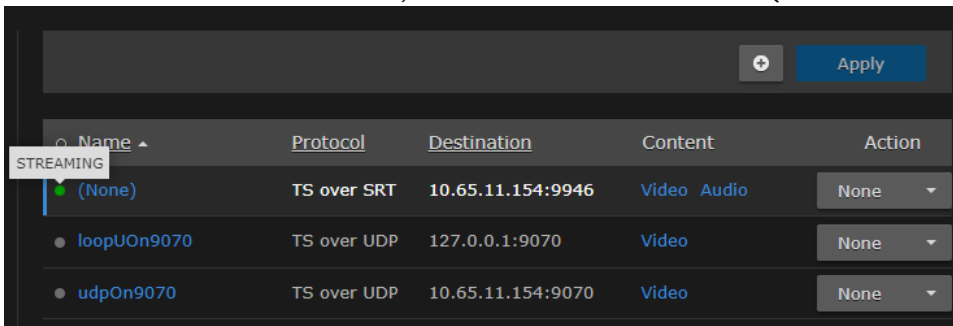 Apply
Name Protocol Destination Content Action
STREAMING
(None) TS over SRT 10.65.11.154:9946 Video Audio None
loopUOn9070 TS over UDP 127.0.0.1:9070 Video None
udpOn9070 TS over UDP 10.65.11.154:9070 Video None